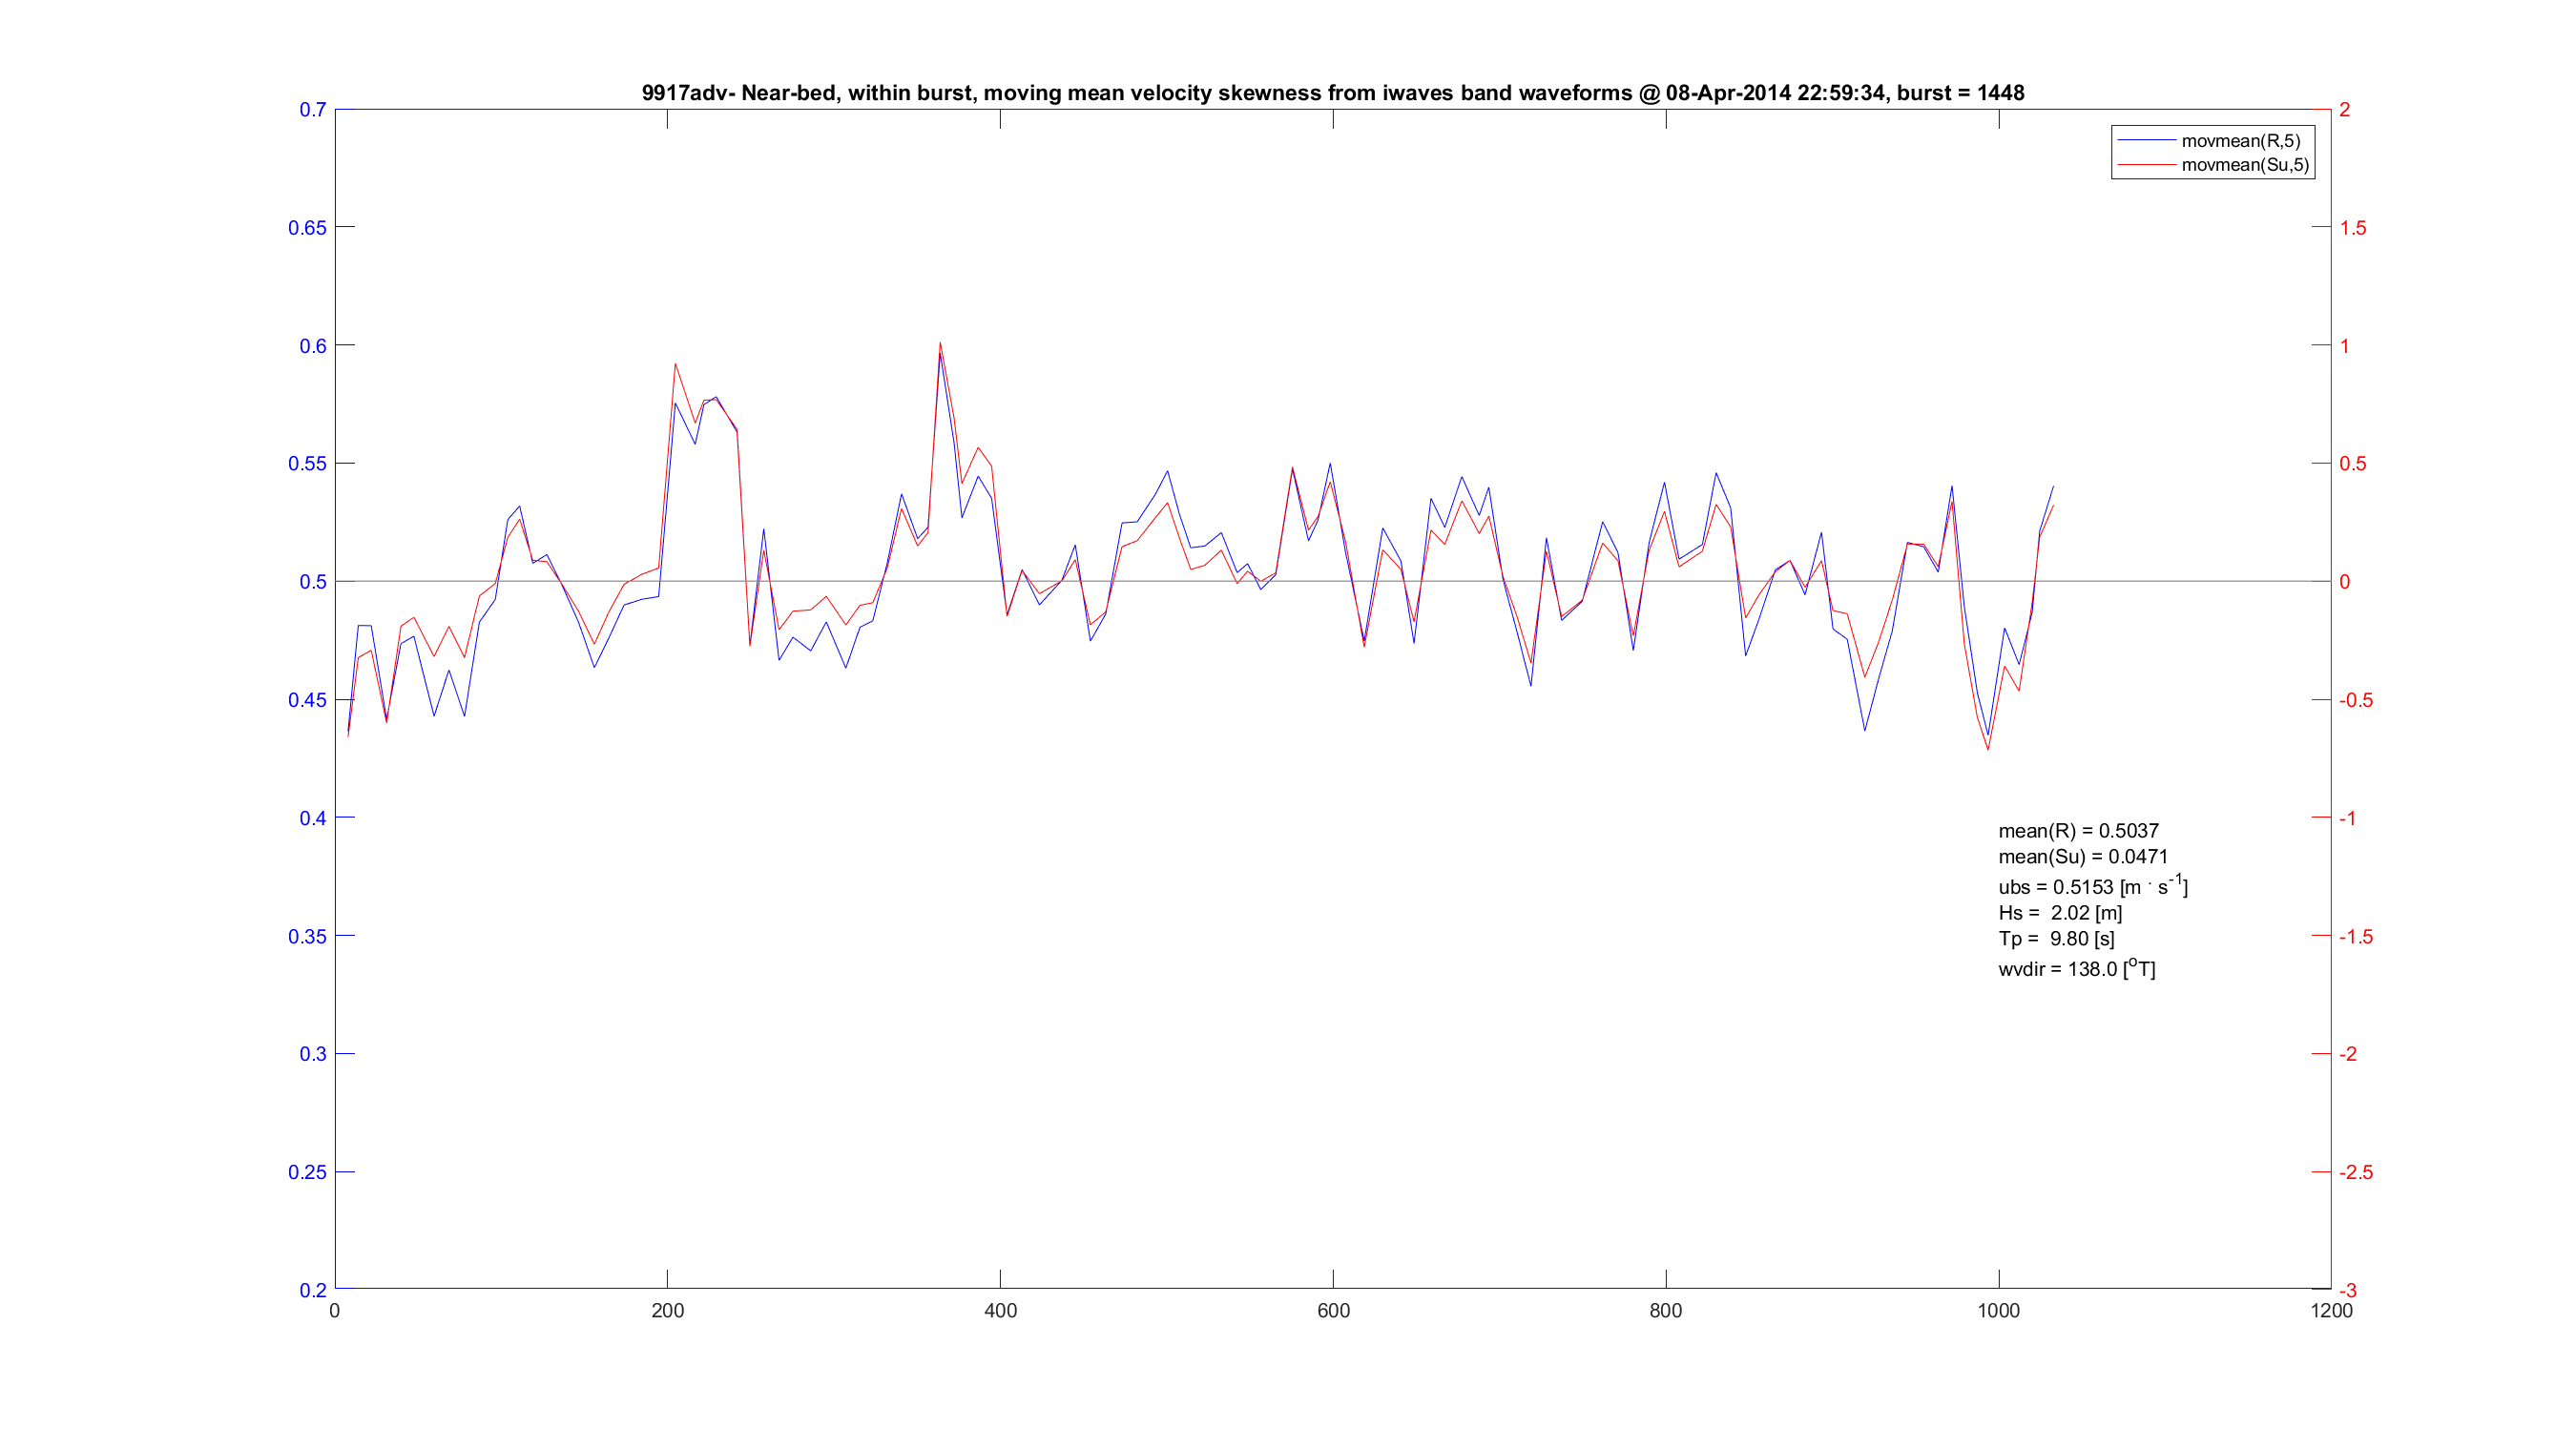 9917adv- Near-bed, within burst, moving mean velocity skewness from iwaves band waveforms @ 08-Apr-2014 22:59:34, burst = 1448
movmean(R,5)
movmean(Su,5)
0.7
0.65
0.6
0.55
0.5
0.45
0.4
0.35
0.3
0.25
0.2
2
1.5
1
0.5
0
-0.5
-1
-1.5
-2
-2.5
-3
mean(R) = 0.5037
mean(Su) = 0.0471
ubs = 0.5153 [m · s-1]
Hs = 2.02 [m]
Tp = 9.80 [s]
wvdir = 138.0 [oT]
0 200 400 600 800 1000 1200